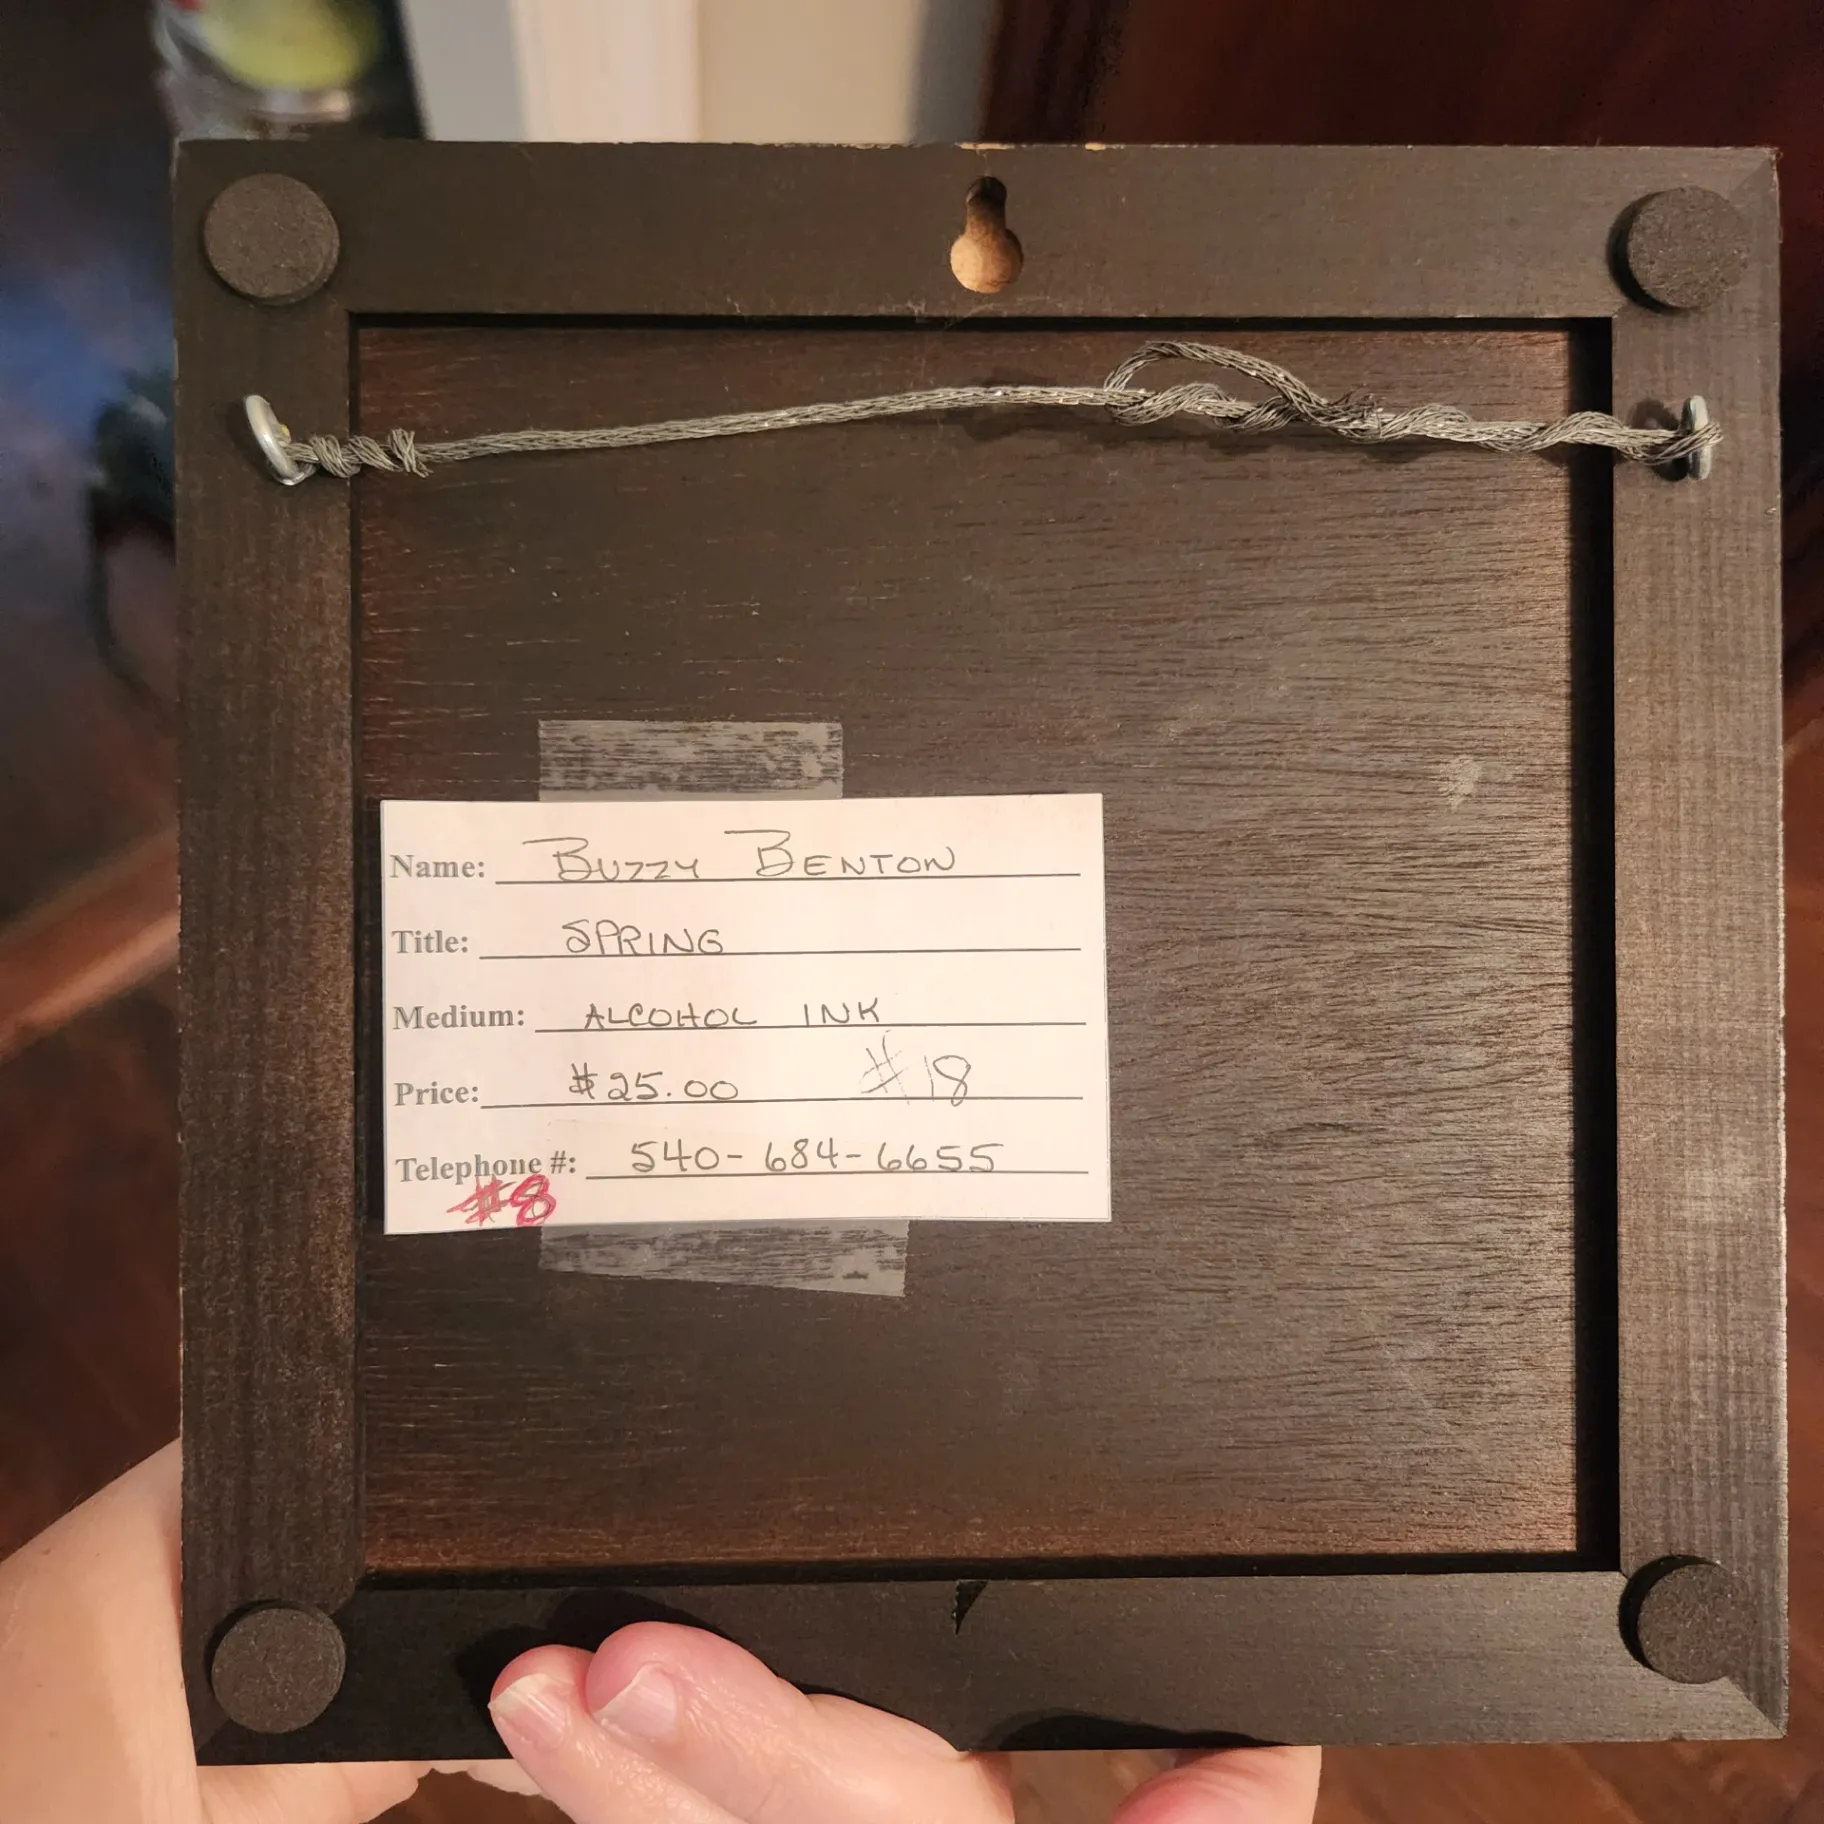 Name: BUZZY BENTON
Title: SPRING
Medium: ALCOHOL INK
Price: $25.00 #18
Telephone #: 540-684-6655
#8